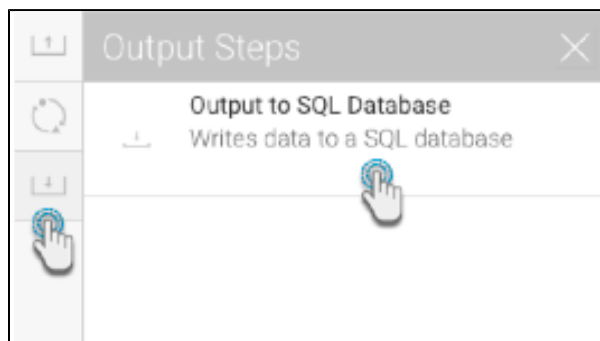 Output Steps
Output to SQL Database
Writes data to a SQL database